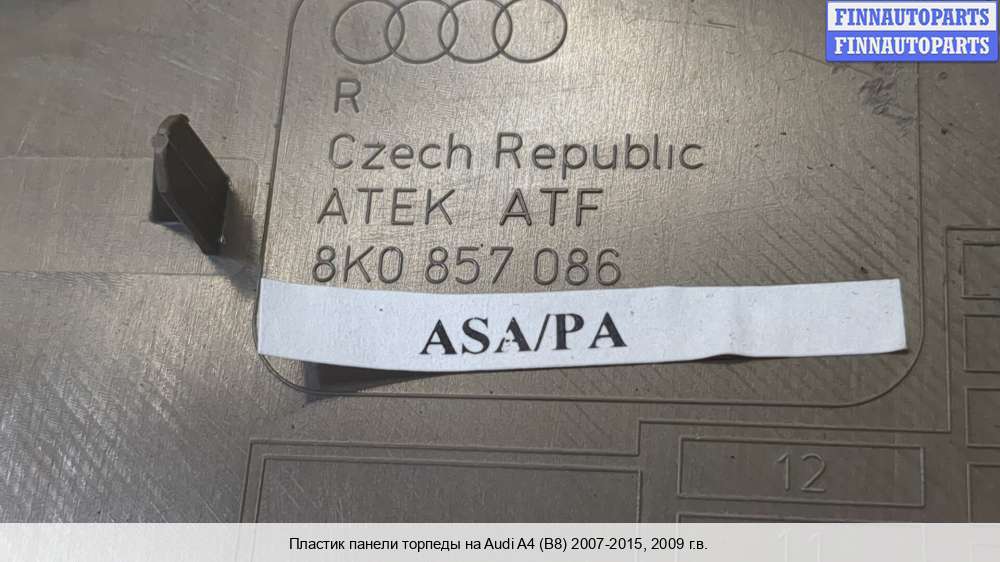 FINNAUTOPARTS
FINNAUTOPARTS
R
Czech Republic
ATEK ATF
8K0 857 086
ASA/PA
12
Пластик панели торпеды на Audi A4 (B8) 2007-2015, 2009 г.в.